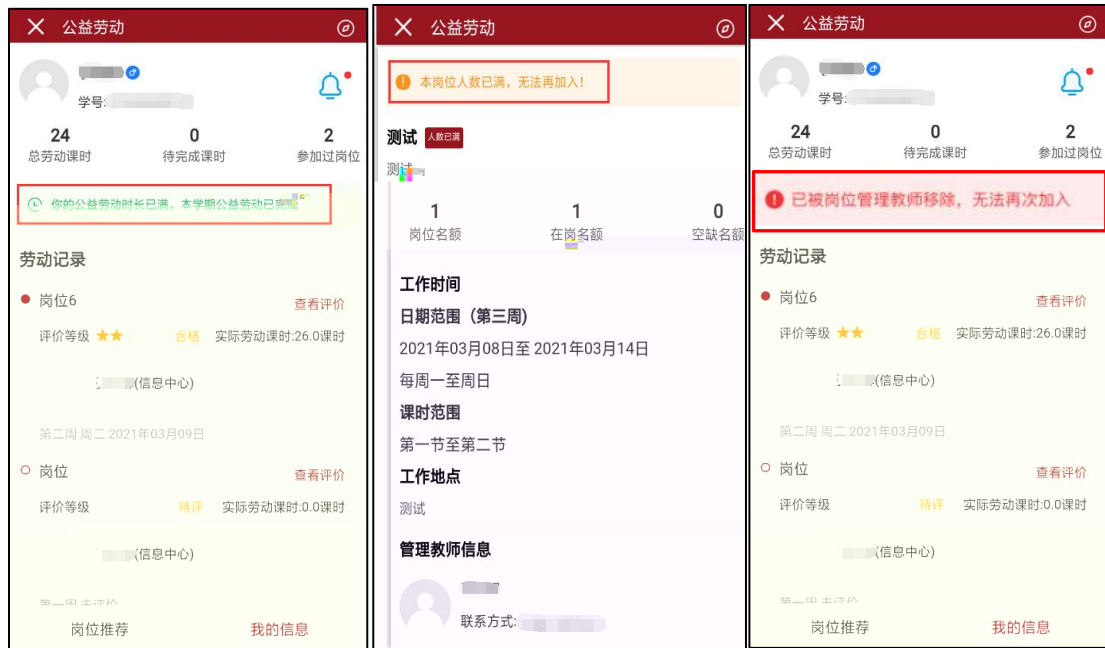 公益劳动
学号:
24 0 2
总劳动课时 待完成课时 参加过岗位
你的公益劳动时长已满，本学期公益劳动已完成
劳动记录
岗位6 查看评价
评价等级 合格 实际劳动课时:26.0课时
(信息中心)
第二周 周二 2021年03月09日
岗位 查看评价
评价等级 待评 实际劳动课时:0.0课时
(信息中心)
第一周 未评价
岗位推荐 我的信息
公益劳动
本岗位人数已满，无法再加入！
测试 人数已满
测试
1 1 0
岗位名额 在岗名额 空缺名额
工作时间
日期范围（第三周)
2021年03月08日至 2021年03月14日
每周一至周日
课时范围
第一节至第二节
工作地点
测试
管理教师信息
联系方式:
公益劳动
学号:
24 0 2
总劳动课时 待完成课时 参加过岗位
已被岗位管理教师移除，无法再次加入
劳动记录
岗位6 查看评价
评价等级 合格 实际劳动课时:26.0课时
(信息中心)
第二周 周二 2021年03月09日
岗位 查看评价
评价等级 待评 实际劳动课时:0.0课时
(信息中心)
第一周 未评价
岗位推荐 我的信息